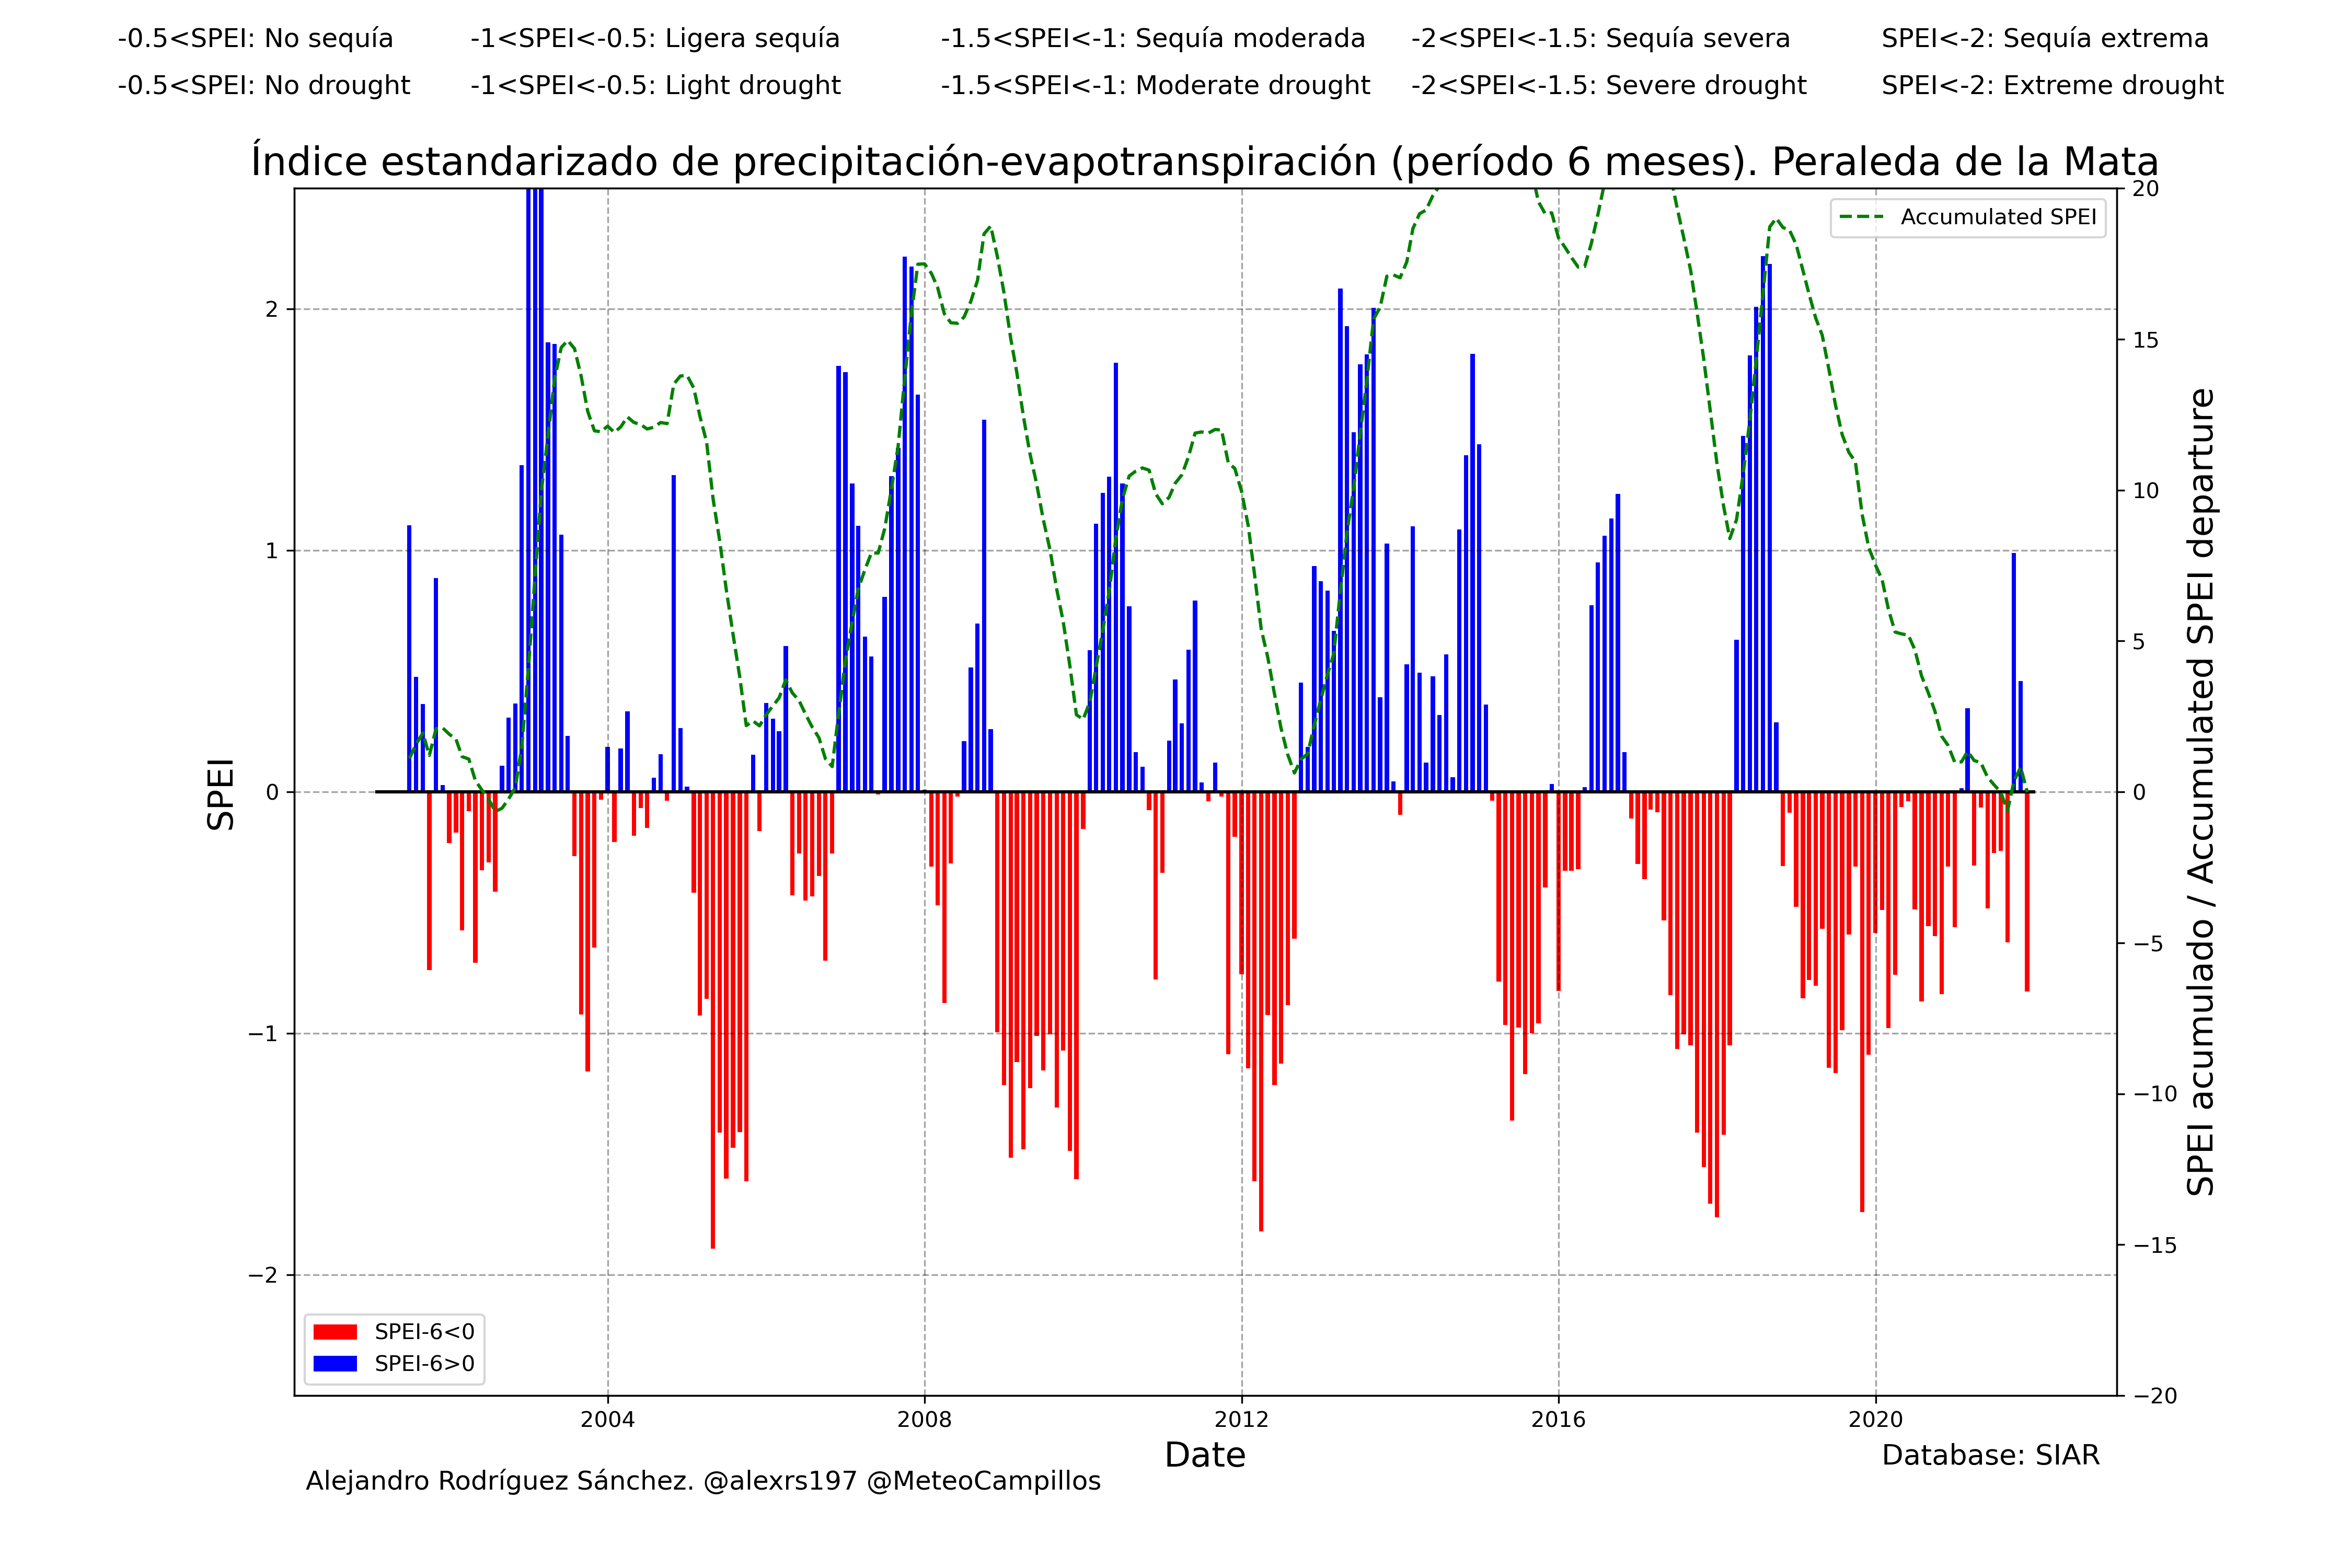 -0.5<SPEI: No sequía -1<SPEI<-0.5: Ligera sequía -1.5<SPEI<-1: Sequía moderada -2<SPEI<-1.5: Sequía severa SPEI<-2: Sequía extrema
-0.5<SPEI: No drought -1<SPEI<-0.5: Light drought -1.5<SPEI<-1: Moderate drought -2<SPEI<-1.5: Severe drought SPEI<-2: Extreme drought
Índice estandarizado de precipitación-evapotranspiración (período 6 meses). Peraleda de la Mata
Accumulated SPEI
SPEI
2
1
0
−1
−2
20
15
10
5
0
−5
−10
−15
−20
SPEI acumulado / Accumulated SPEI departure
SPEI-6<0
SPEI-6>0
2004 2008 2012 2016 2020
Date
Database: SIAR
Alejandro Rodríguez Sánchez. @alexrs197 @MeteoCampillos